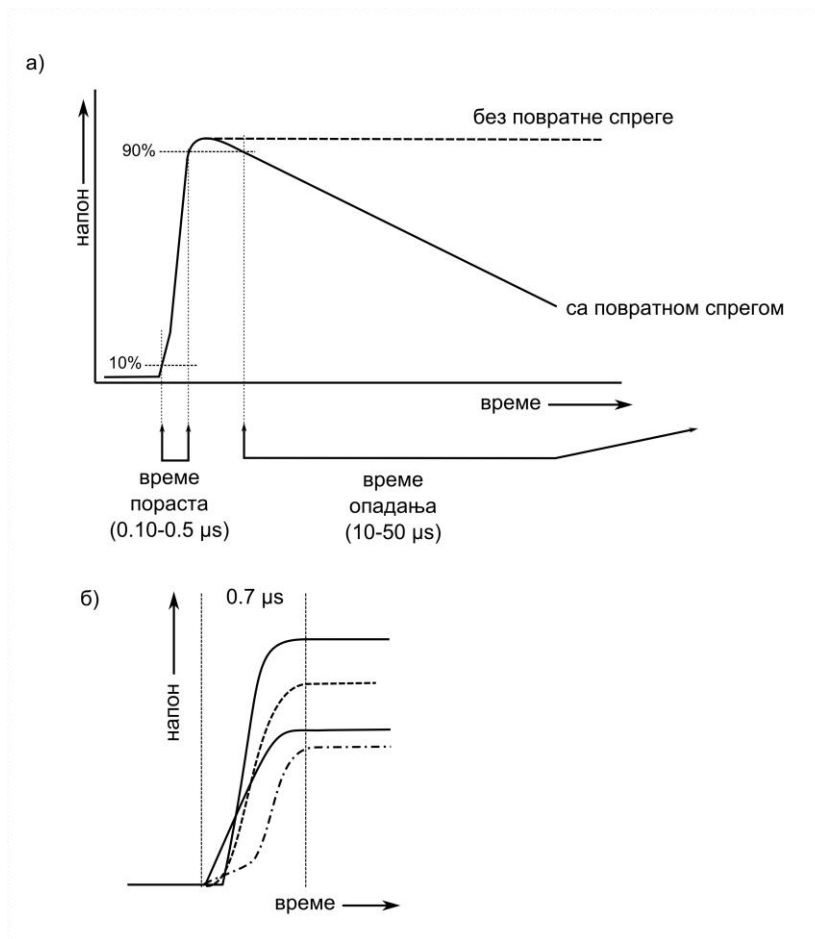 а)
без повратне спреге
90%
напон
са повратном спрегом
10%
време
време
пораста
(0.10-0.5 µs)
време
опадања
(10-50 µs)
б)
0.7 µs
напон
време